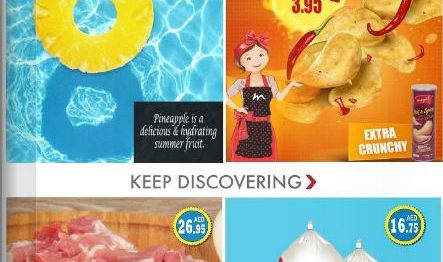 3.95
Pineapple is a
delicious & hydrating
summer fruit.
EXTRA
CRUNCHY
KEEP DISCOVERING
AED
26.95
AED
16.75